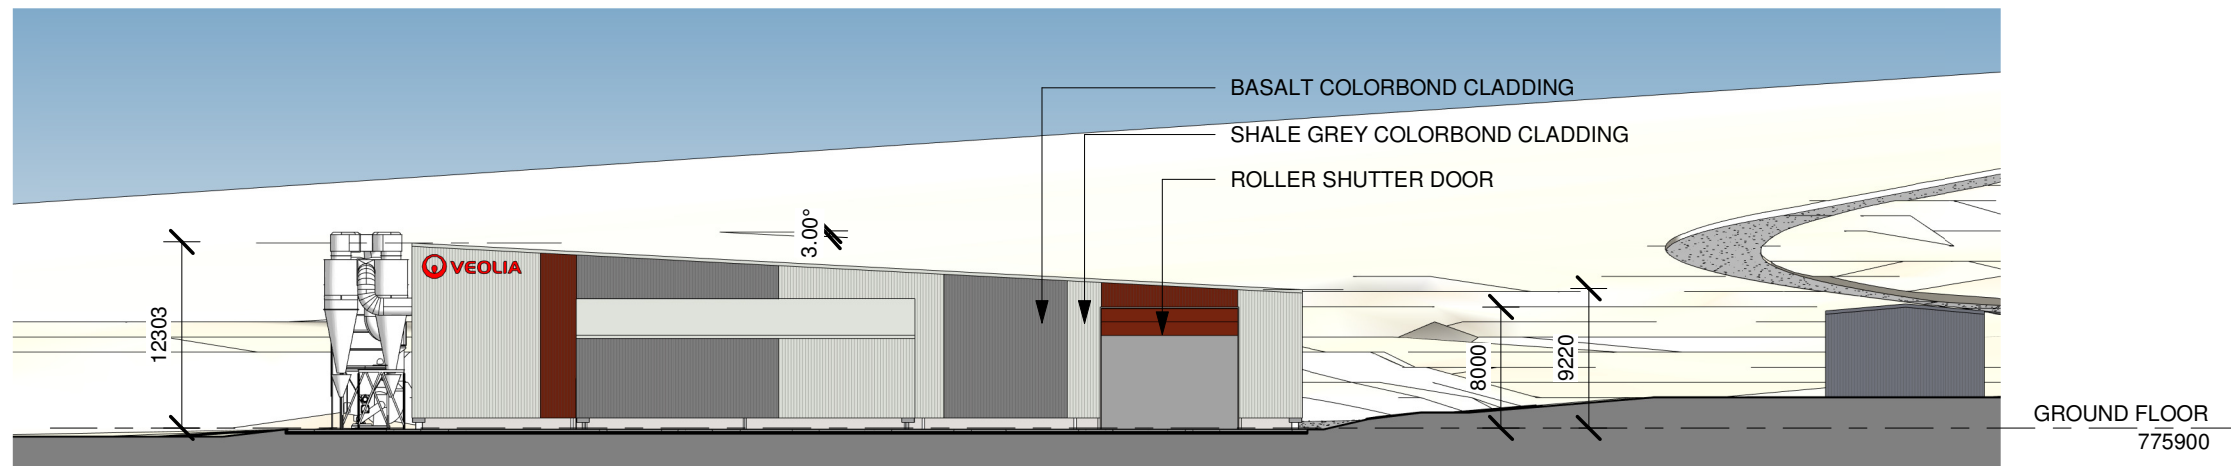 BASALT COLORBOND CLADDING
SHALE GREY COLORBOND CLADDING
ROLLER SHUTTER DOOR
3.00°
VEOLIA
12303
8000
9220
GROUND FLOOR
775900